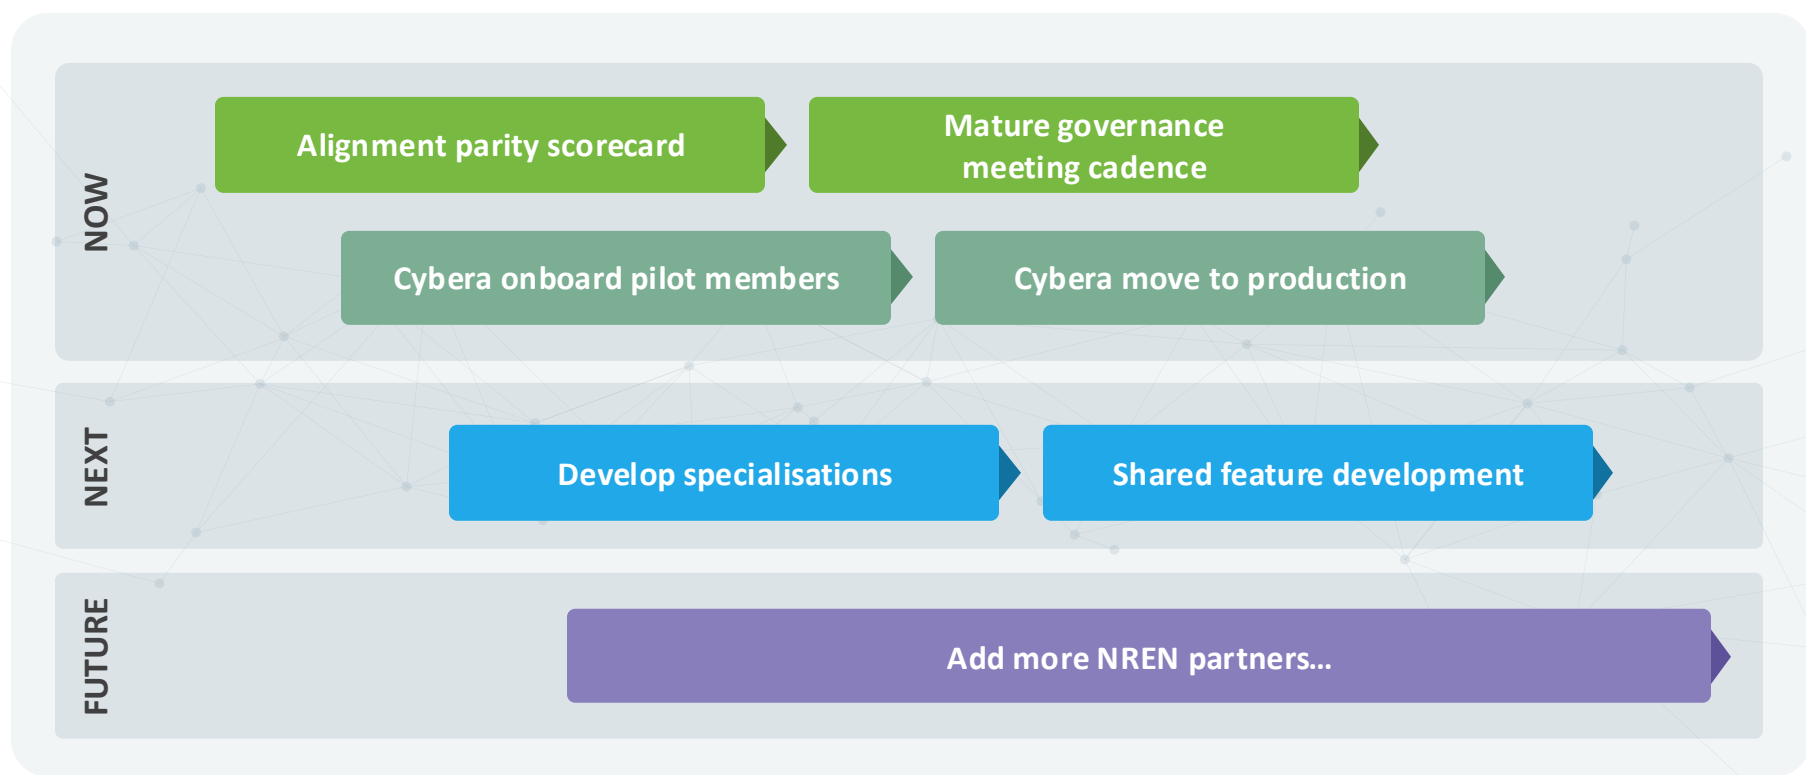 NOW
Alignment parity scorecard
Mature governance
meeting cadence
Cybera onboard pilot members
Cybera move to production
NEXT
Develop specialisations
Shared feature development
FUTURE
Add more NREN partners...